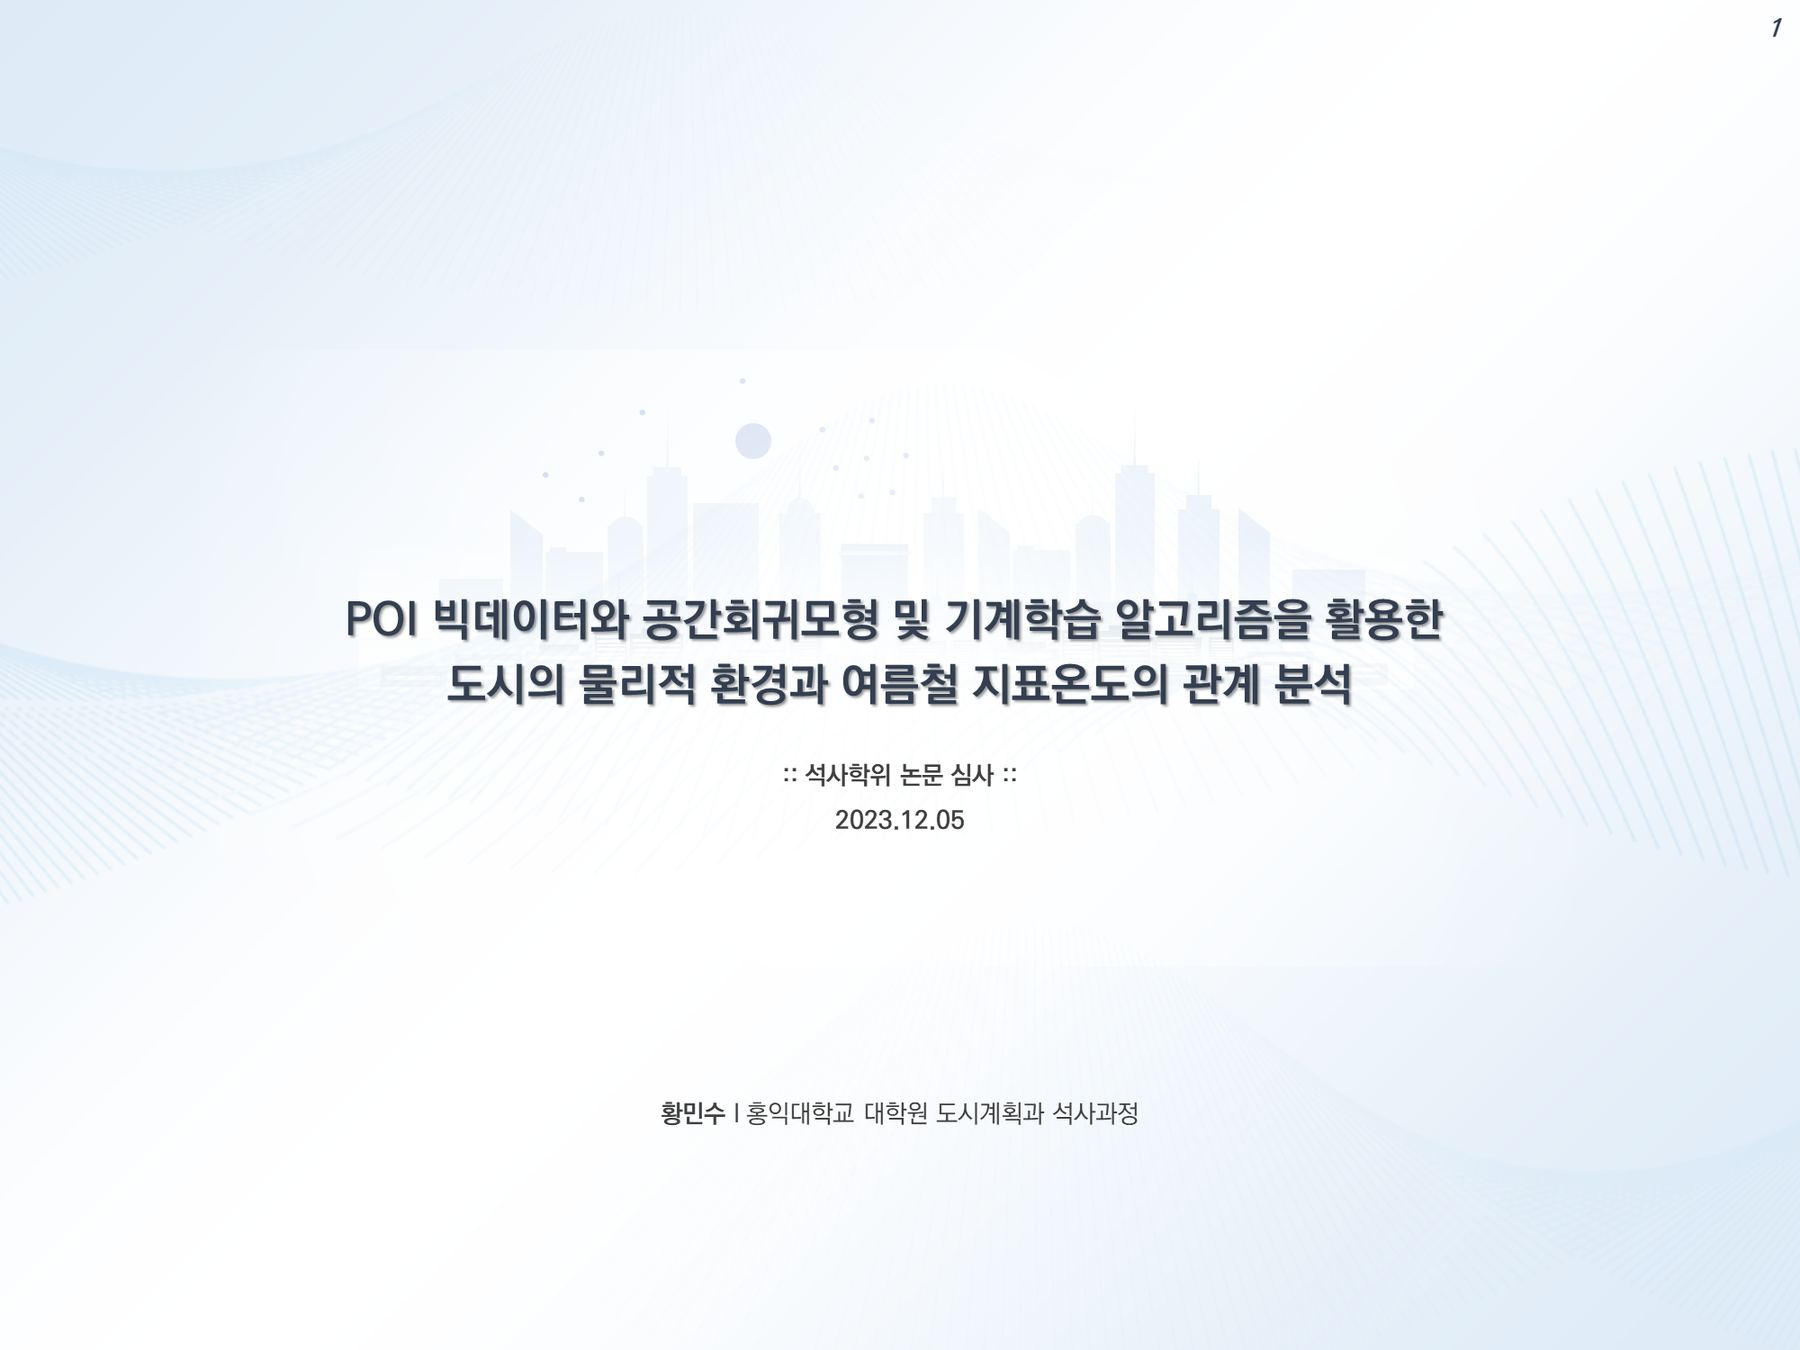 1
POI 빅데이터와 공간회귀모형 및 기계학습 알고리즘을 활용한
도시의 물리적 환경과 여름철 지표온도의 관계 분석
:: 석사학위 논문 심사 ::
2023.12.05
황민수 | 홍익대학교 대학원 도시계획과 석사과정